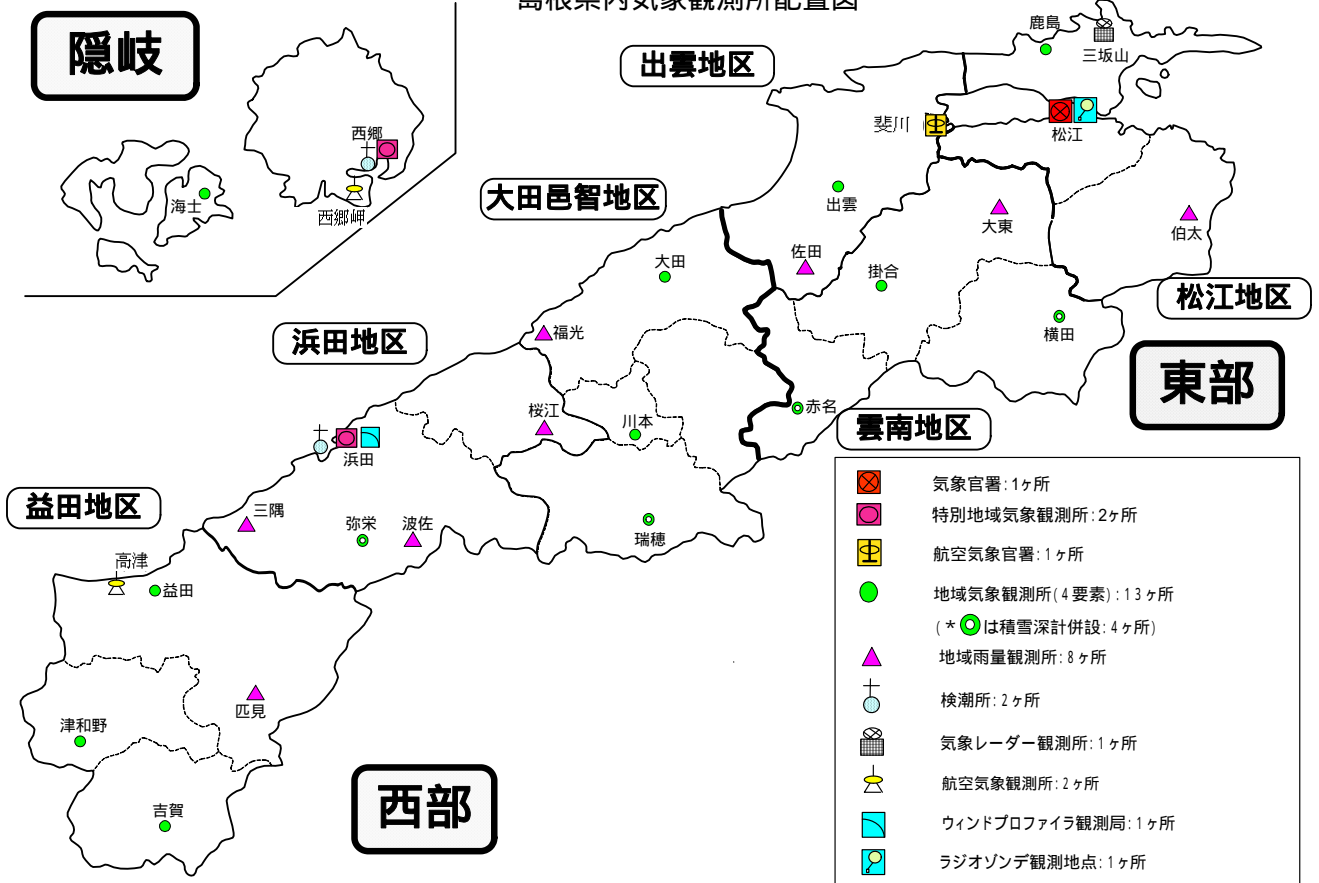 島根県内気象観測所配置図
隠岐
西郷
海士
西郷岬
出雲地区
鹿島
三坂山
斐川
松江
大田邑智地区
出雲
大東
伯太
佐田
大田
掛合
松江地区
浜田地区
福光
横田
東部
桜江
川本
赤名
雲南地区
浜田
益田地区
三隅
弥栄
波佐
瑞穂
高津
益田
匹見
津和野
吉賀
西部
気象官署:1ヶ所
特別地域気象観測所:2ヶ所
航空気象官署:1ヶ所
地域気象観測所(4要素):13ヶ所
(*◎は積雪深計併設:4ヶ所)
地域雨量観測所:8ヶ所
検潮所:2ヶ所
気象レーダー観測所:1ヶ所
航空気象観測所:2ヶ所
ウィンドプロファイラ観測局:1ヶ所
ラジオゾンデ観測地点:1ヶ所